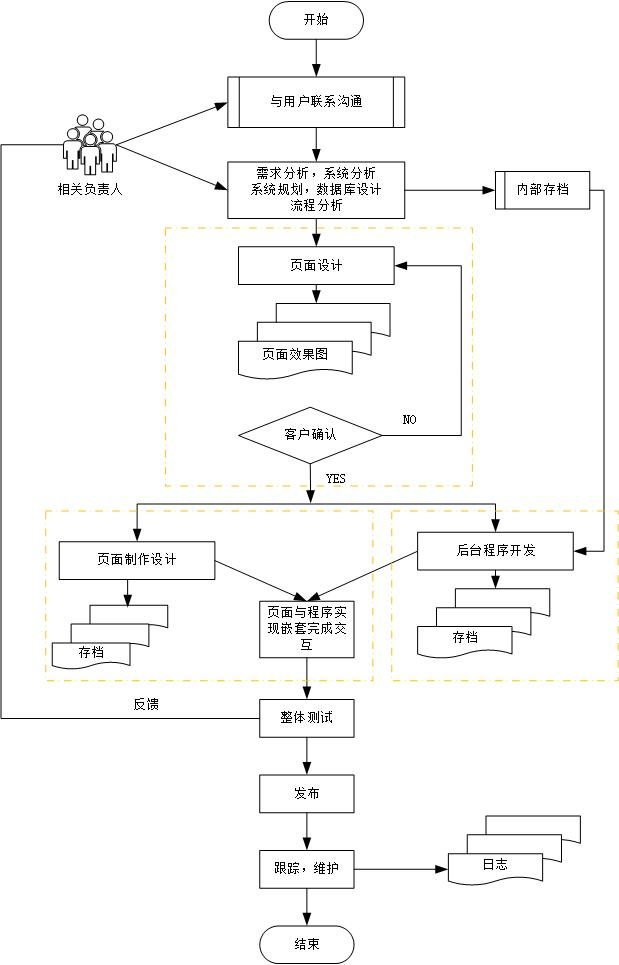 开始
与用户联系沟通
相关负责人
需求分析，系统分析
系统规划，数据库设计
流程分析
内部存档
页面设计
页面效果图
客户确认
NO
YES
页面制作设计
后台程序开发
存档
页面与程序实
现嵌套完成交
互
存档
反馈
整体测试
发布
跟踪，维护
日志
结束